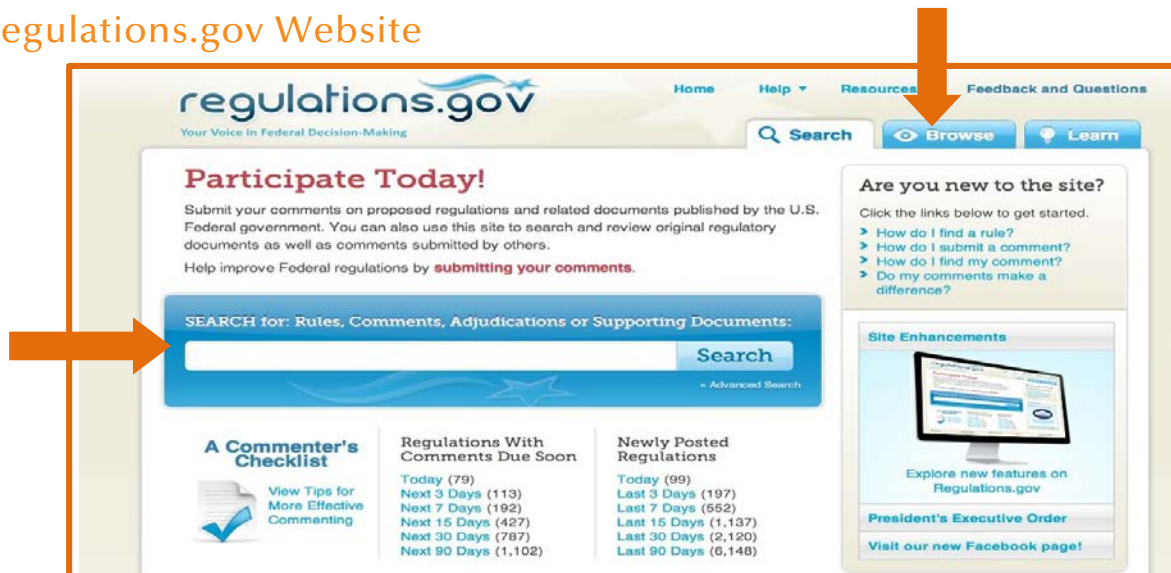 egulations.gov Website
regulations.gov
Your Voice in Federal Decision-Making
Home Help Resources Feedback and Questions
Search Browse Learn
Participate Today!
Submit your comments on proposed regulations and related documents published by the U.S.
Federal government. You can also use this site to search and review original regulatory
documents as well as comments submitted by others.
Help improve Federal regulations by submitting your comments.
SEARCH for: Rules, Comments, Adjudications or Supporting Documents:
Search
» Advanced Search
A Commenter's
Checklist
View Tips for
More Effective
Commenting
Regulations With
Comments Due Soon
Today (79)
Next 3 Days (113)
Next 7 Days (192)
Next 15 Days (427)
Next 30 Days (787)
Next 90 Days (1,102)
Newly Posted
Regulations
Today (99)
Last 3 Days (197)
Last 7 Days (552)
Last 15 Days (1,137)
Last 30 Days (2,120)
Last 90 Days (6,148)
Are you new to the site?
Click the links below to get started.
How do I find a rule?
How do I submit a comment?
How do I find my comment?
Do my comments make a
difference?
Site Enhancements
Explore new features on
Regulations.gov
President's Executive Order
Visit our new Facebook page!